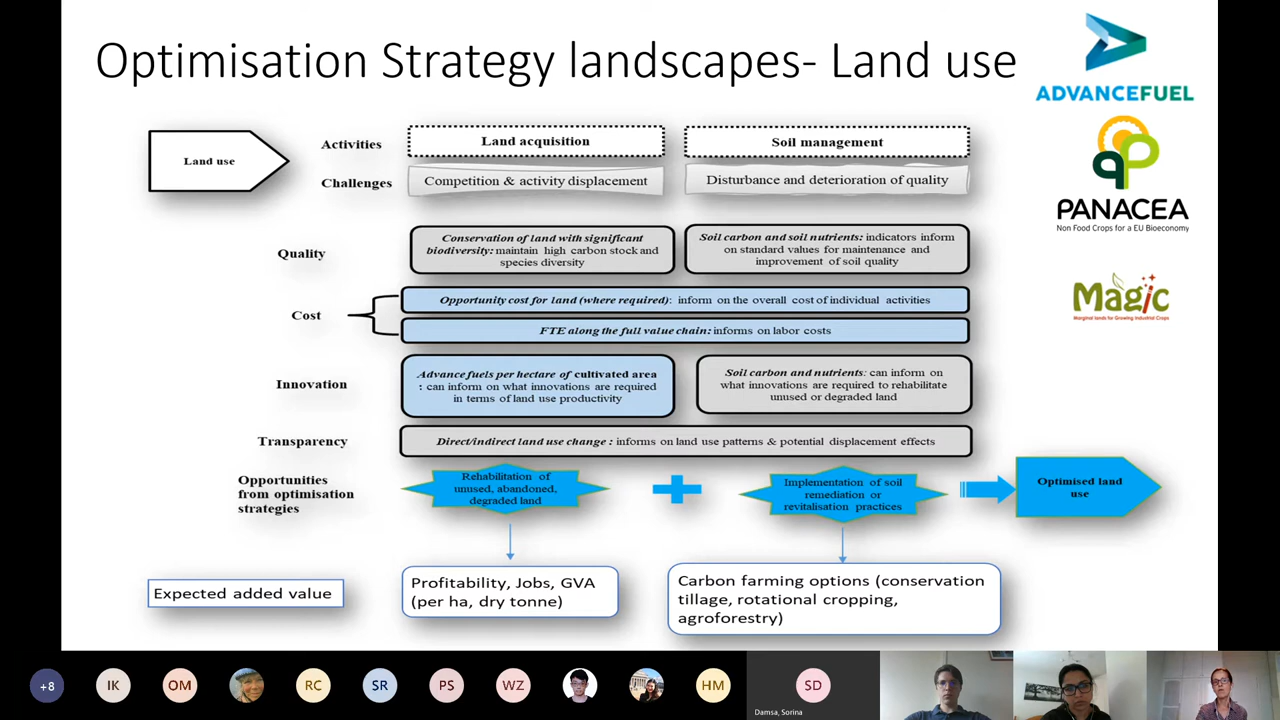 Optimisation Strategy landscapes- Land use
ADVANCEFUEL
PANACEA
Non Food Crops for a EU Bioeconomy
Magic
Marginal lands for Growing Industrial Crops
Land use
Activities
Land acquisition
Soil management
Challenges
Competition & activity displacement
Disturbance and deterioration of quality
Quality
Conservation of land with significant
biodiversity: maintain high carbon stock and
species diversity
Soil carbon and soil nutrients: indicators inform
on standard values for maintenance and
improvement of soil quality
Cost
Opportunity cost for land (where required): inform on the overall cost of individual activities
FTE along the full value chain: informs on labor costs
Innovation
Advance fuels per hectare of cultivated area
: can inform on what innovations are required
in terms of land use productivity
Soil carbon and nutrients: can inform on
what innovations are required to rehabilitate
unused or degraded land
Transparency
Direct/indirect land use change : informs on land use patterns & potential displacement effects
Opportunities
from optimisation
strategies
Rehabilitation of
unused, abandoned,
degraded land
Implementation of soil
remediation or
revitalisation practices
Optimised land
use
Expected added value
Profitability, Jobs, GVA
(per ha, dry tonne)
Carbon farming options (conservation
tillage, rotational cropping,
agroforestry)
+8
IK
OM
RC
SR
PS
WZ
HM
SD
Damsa, Sorina